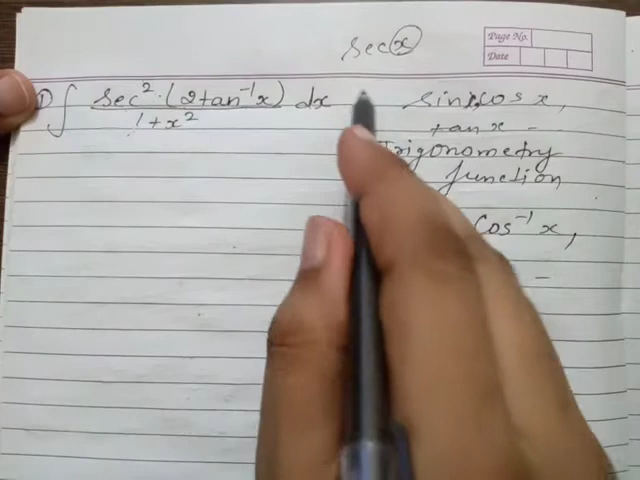 sec x
Page No.
Date
1) ∫ sec² · (2tan⁻¹x) / 1 + x² dx
sin x, cos x,
tan x –
Trigonometry
function
cos⁻¹ x,
–